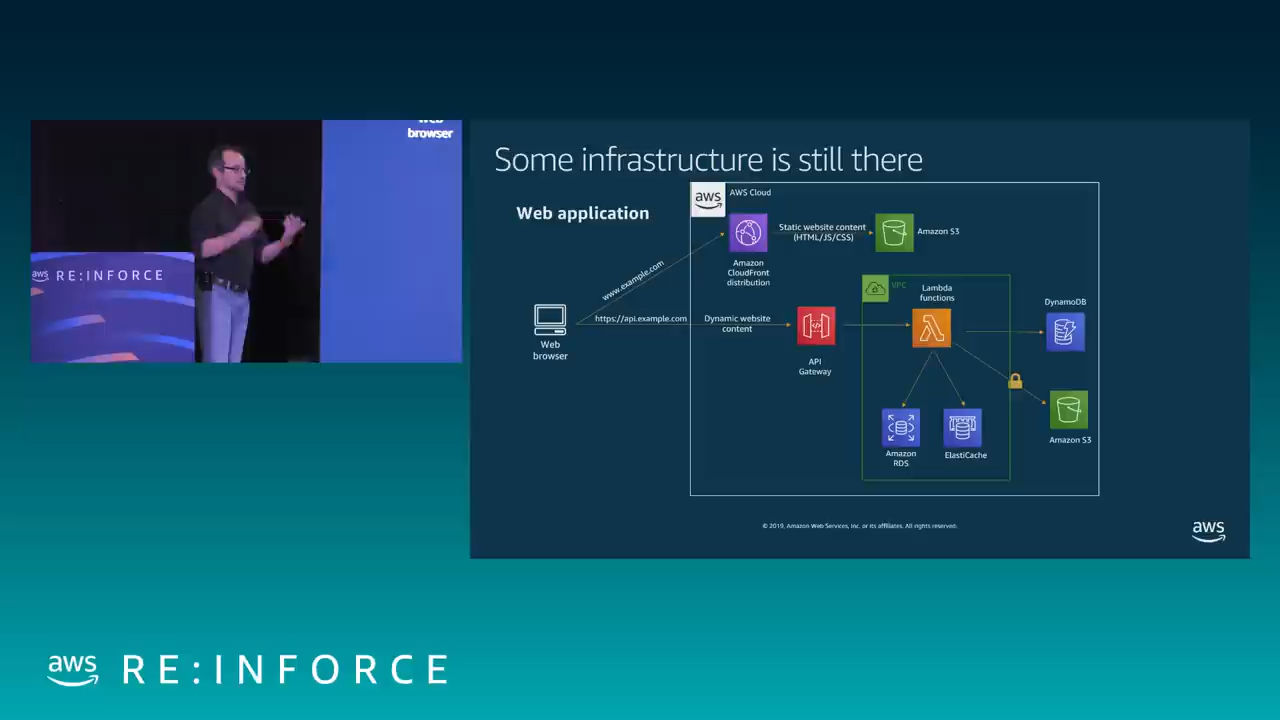 web
browser
aws RE:INFORCE
Some infrastructure is still there
Web application
aws
AWS Cloud
Static website content
(HTML/JS/CSS)
Amazon S3
Amazon
CloudFront
distribution
www.example.com
VPC
Lambda
functions
DynamoDB
https://api.example.com
Dynamic website
content
Web
browser
API
Gateway
Amazon S3
Amazon
RDS
ElastiCache
© 2019, Amazon Web Services, Inc. or its affiliates. All rights reserved.
aws
aws RE:INFORCE